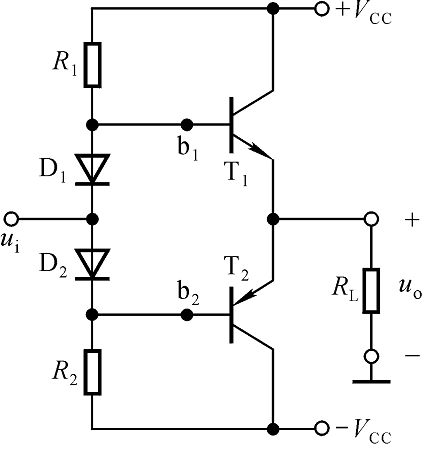 +V_CC
R_1
b_1
D_1
T_1
u_i
+
D_2
T_2
b_2
R_L
u_o
R_2
−
−V_CC